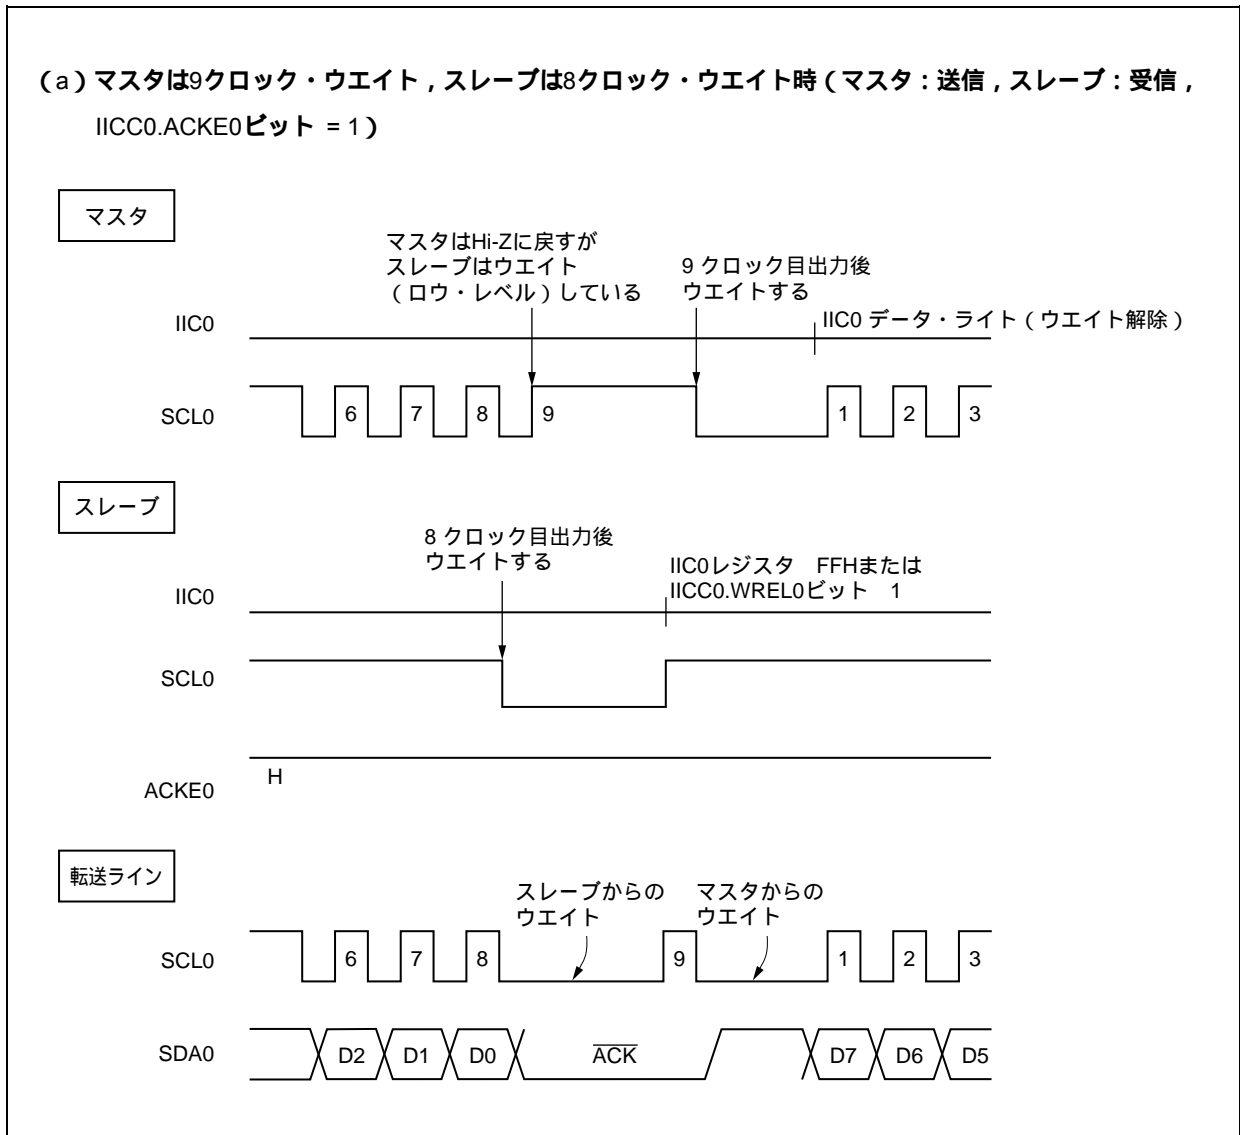 （a）マスタは9クロック・ウエイト，スレーブは8クロック・ウエイト時（マスタ：送信，スレーブ：受信，
IICC0.ACKE0ビット = 1）
マスタ
マスタはHi-Zに戻すが
スレーブはウエイト
（ロウ・レベル）している
9 クロック目出力後
ウエイトする
IIC0
IIC0 データ・ライト（ウエイト解除）
SCL0
6 7 8 9 1 2 3
スレーブ
8 クロック目出力後
ウエイトする
IIC0レジスタ　FFHまたは
IICC0.WREL0ビット　1
IIC0
SCL0
H
ACKE0
転送ライン
スレーブからの
ウエイト
マスタからの
ウエイト
SCL0
6 7 8 9 1 2 3
SDA0
D2 D1 D0 ACK D7 D6 D5